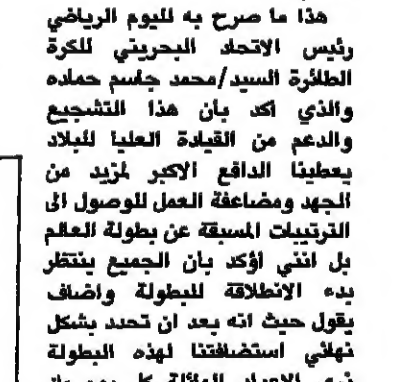 هذا ما صرح به لليوم الرياضي
رئيس الاتحاد البحريني للكرة
الطائرة السيد/محمد جاسم حماده
والذي اكد بأن هذا التشجيع
والدعم من القيادة العليا للبلاد
يعطينا الدافع الاكبر لمزيد من
الجهد ومضاعفة العمل للوصول الى
الترتيبات المسبقة عن بطولة العالم
بل انني اؤكد بأن الجميع ينتظر
بدء الانطلاقة للبطولة واضاف
يقول حيث انه بعد ان تحدد بشكل
نهائي استضافتنا لهذه البطولة